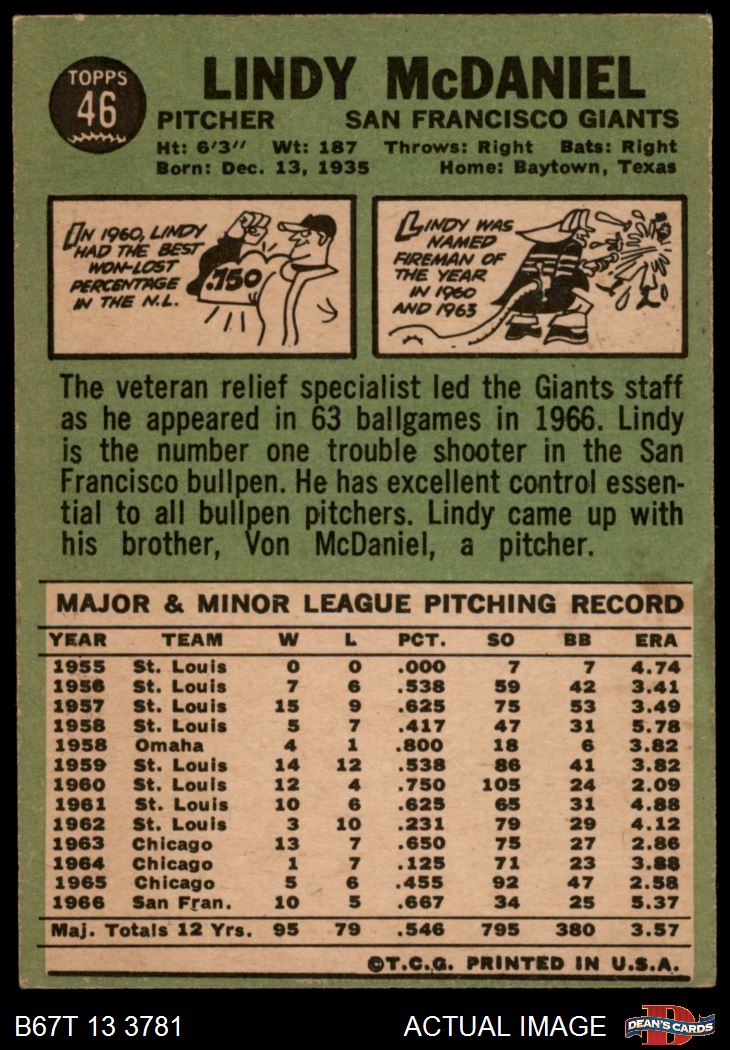 TOPPS
46
LINDY McDANIEL
PITCHER SAN FRANCISCO GIANTS
Ht: 6'3" Wt: 187 Throws: Right Bats: Right
Born: Dec. 13, 1935 Home: Baytown, Texas
IN 1960, LINDY
HAD THE BEST
WON-LOST
PERCENTAGE
IN THE N.L.
.750
LINDY WAS
NAMED
FIREMAN OF
THE YEAR
IN 1960
AND 1963
The veteran relief specialist led the Giants staff
as he appeared in 63 ballgames in 1966. Lindy
is the number one trouble shooter in the San
Francisco bullpen. He has excellent control essen-
tial to all bullpen pitchers. Lindy came up with
his brother, Von McDaniel, a pitcher.
MAJOR & MINOR LEAGUE PITCHING RECORD
YEAR TEAM W L PCT. SO BB ERA
1955 St. Louis 0 0 .000 7 7 4.74
1956 St. Louis 7 6 .538 59 42 3.41
1957 St. Louis 15 9 .625 75 53 3.49
1958 St. Louis 5 7 .417 47 31 5.78
1958 Omaha 4 1 .800 18 6 3.82
1959 St. Louis 14 12 .538 86 41 3.82
1960 St. Louis 12 4 .750 105 24 2.09
1961 St. Louis 10 6 .625 65 31 4.88
1962 St. Louis 3 10 .231 79 29 4.12
1963 Chicago 13 7 .650 75 27 2.86
1964 Chicago 1 7 .125 71 23 3.88
1965 Chicago 5 6 .455 92 47 2.58
1966 San Fran. 10 5 .667 34 25 5.37
Maj. Totals 12 Yrs. 95 79 .546 795 380 3.57
©T.C.G. PRINTED IN U.S.A.
B67T 13 3781 ACTUAL IMAGE
D
DEAN'S CARDS